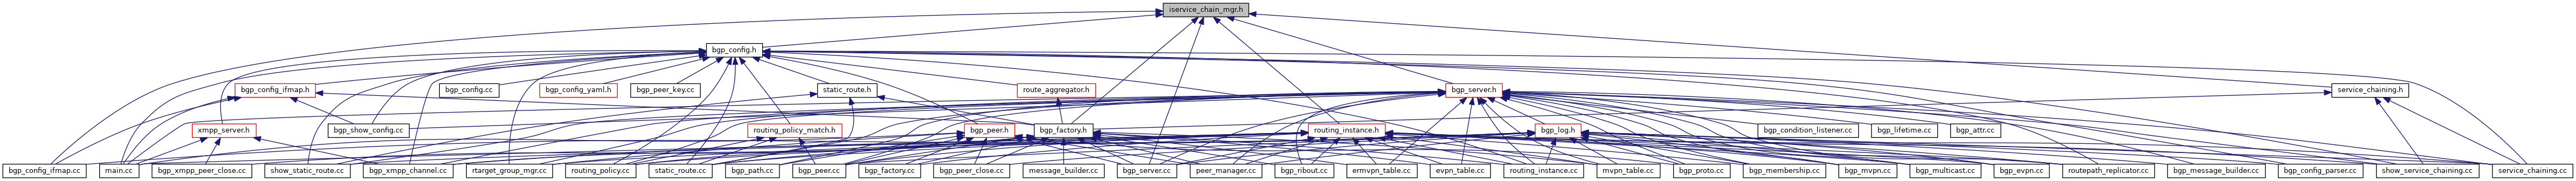 iservice_chain_mgr.h
bgp_config.h
bgp_config_ifmap.h
bgp_config.cc
bgp_config_yaml.h
bgp_peer_key.cc
static_route.h
route_aggregator.h
bgp_server.h
service_chaining.h
xmpp_server.h
bgp_show_config.cc
routing_policy_match.h
bgp_peer.h
bgp_factory.h
routing_instance.h
bgp_log.h
bgp_condition_listener.cc
bgp_lifetime.cc
bgp_attr.cc
bgp_config_ifmap.cc
main.cc
bgp_xmpp_peer_close.cc
show_static_route.cc
bgp_xmpp_channel.cc
rtarget_group_mgr.cc
routing_policy.cc
static_route.cc
bgp_path.cc
bgp_peer.cc
bgp_factory.cc
bgp_peer_close.cc
message_builder.cc
bgp_server.cc
peer_manager.cc
bgp_ribout.cc
ermvpn_table.cc
evpn_table.cc
routing_instance.cc
mvpn_table.cc
bgp_proto.cc
bgp_membership.cc
bgp_mvpn.cc
bgp_multicast.cc
bgp_evpn.cc
routepath_replicator.cc
bgp_message_builder.cc
bgp_config_parser.cc
show_service_chaining.cc
service_chaining.cc